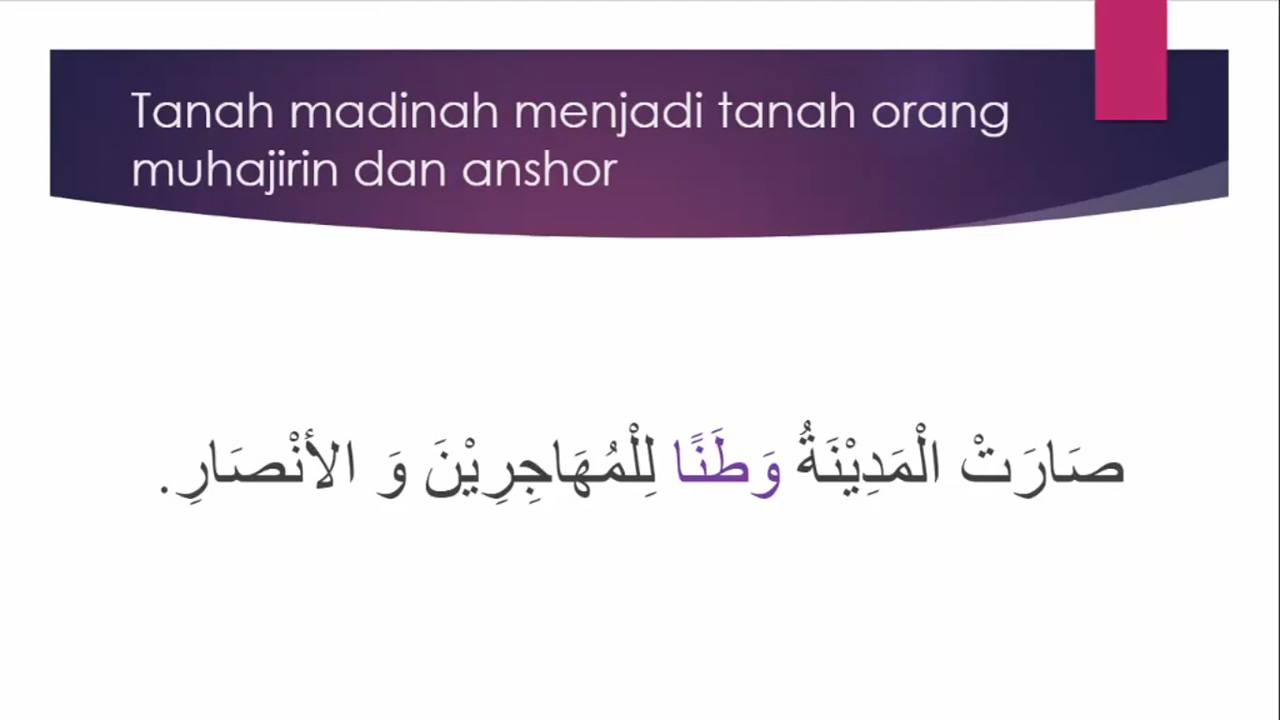 Tanah madinah menjadi tanah orang
muhajirin dan anshor
صَارَتْ الْمَدِيْنَةُ وَطَنًا لِلْمُهَاجِرِيْنَ وَ الأنْصَارِ.